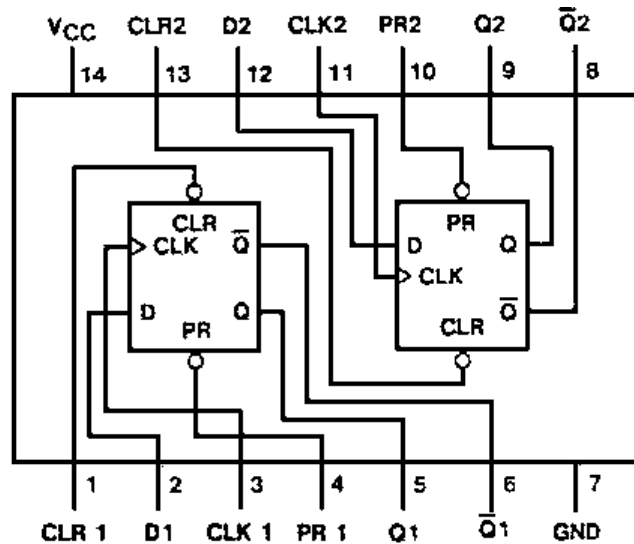 VCC CLR2 D2 CLK2 PR2 Q2 Q̅2
14 13 12 11 10 9 8
CLR
CLK Q̅
D Q
PR
PR
D Q
CLK
Q̅
CLR
1 2 3 4 5 6 7
CLR 1 D1 CLK 1 PR 1 Q1 Q̅1 GND